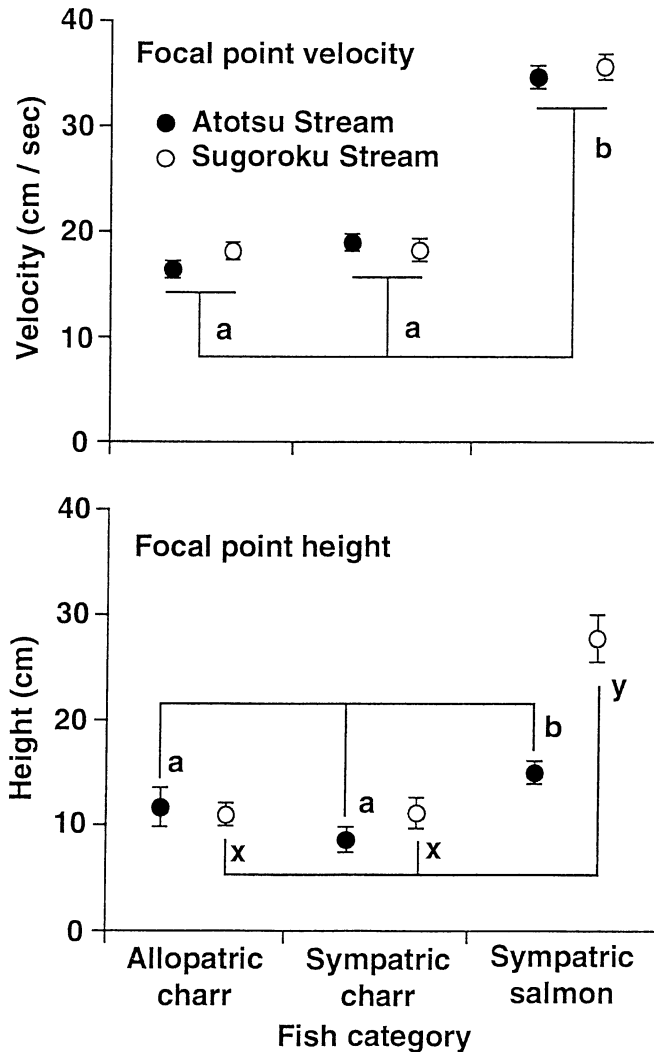 Focal point velocity
Atotsu Stream
Sugoroku Stream
Velocity (cm / sec)
40
30
20
10
0
a
a
b
Focal point height
Height (cm)
40
30
20
10
0
a
a
b
x
x
y
Allopatric charr
Sympatric charr
Sympatric salmon
Fish category